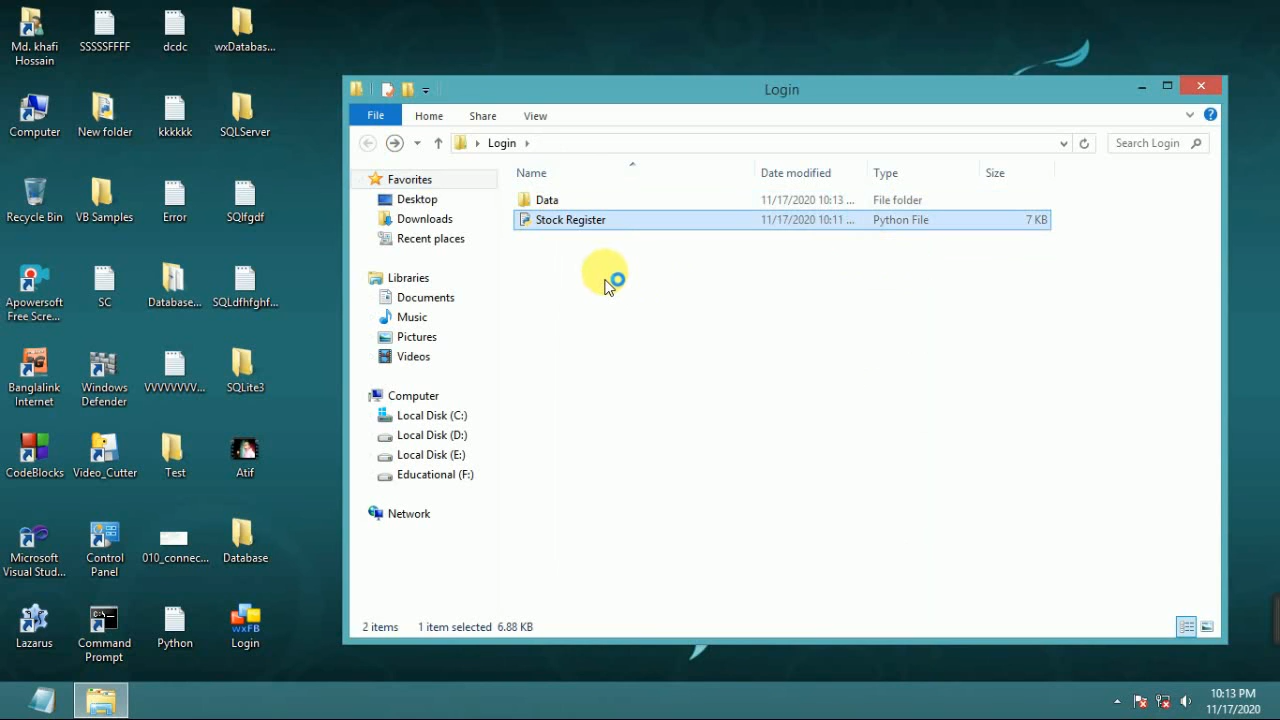 Md. khafi
Hossain
SSSSSFFFF
dcdc
wxDatabas...
Computer
New folder
kkkkkk
SQLServer
Recycle Bin
VB Samples
Error
SQlfgdf
Apowersoft
Free Scre...
SC
Database...
SQLdfhfghf...
Banglalink
Internet
Windows
Defender
VVVVVVVV...
SQLite3
CodeBlocks
Video_Cutter
Test
Atif
Microsoft
Visual Stud...
Control
Panel
010_connec...
Database
Lazarus
Command
Prompt
Python
wxFB
Login
Login
File
Home
Share
View
Login
Search Login
Name
Date modified
Type
Size
Favorites
Desktop
Downloads
Recent places
Libraries
Documents
Music
Pictures
Videos
Computer
Local Disk (C:)
Local Disk (D:)
Local Disk (E:)
Educational (F:)
Network
Data 11/17/2020 10:13 ... File folder
Stock Register 11/17/2020 10:11 ... Python File 7 KB
2 items 1 item selected 6.88 KB
10:13 PM
11/17/2020